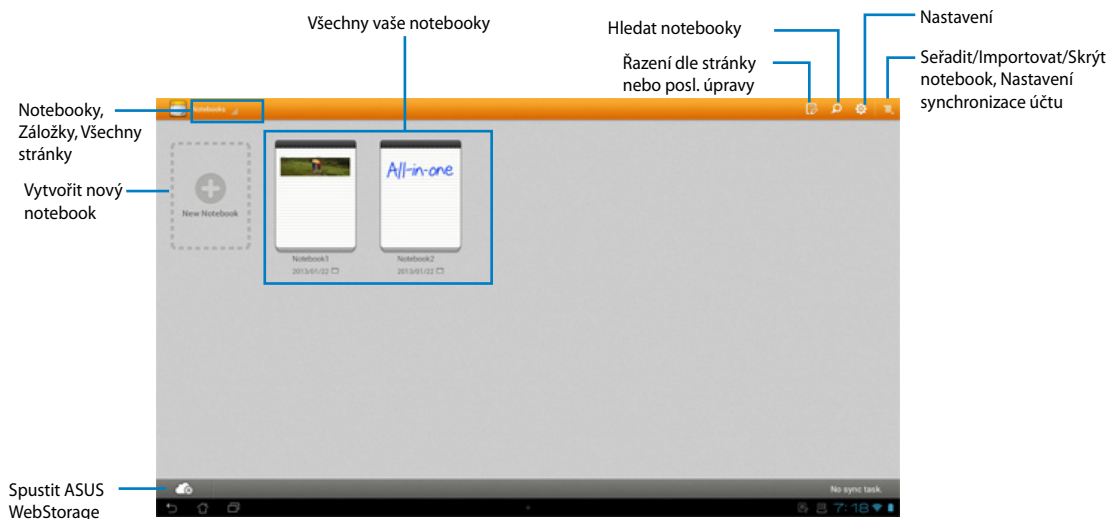 Všechny vaše notebooky
Hledat notebooky
Nastavení
Řazení dle stránky
nebo posl. úpravy
Seřadit/Importovat/Skrýt
notebook, Nastavení
synchronizace účtu
Notebooky,
Záložky, Všechny
stránky
Notebooks
Vytvořit nový
notebook
New Notebook
All-in-one
Notebook1
2013/01/22
Notebook2
2013/01/22
Spustit ASUS
WebStorage
No sync task.
7:18